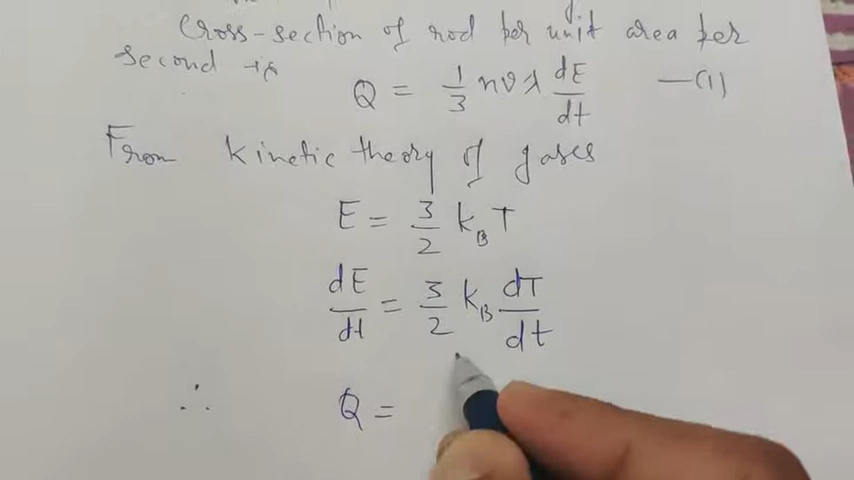 Cross-section of rod per unit area per
second is
Q = 1/3 nvλ dE/dt —(1)
From kinetic theory of gases
E = 3/2 k_B T
dE/dt = 3/2 k_B dT/dt
∴ Q =